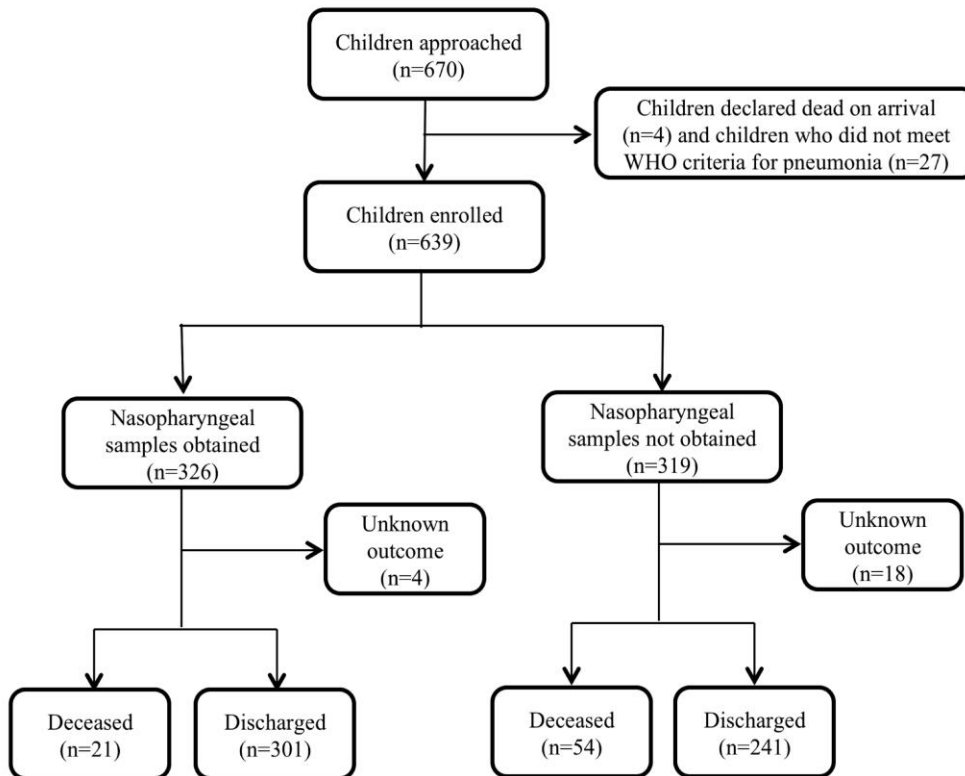 Children approached
(n=670)
Children declared dead on arrival
(n=4) and children who did not meet
WHO criteria for pneumonia (n=27)
Children enrolled
(n=639)
Nasopharyngeal
samples obtained
(n=326)
Nasopharyngeal
samples not obtained
(n=319)
Unknown
outcome
(n=4)
Unknown
outcome
(n=18)
Deceased
(n=21)
Discharged
(n=301)
Deceased
(n=54)
Discharged
(n=241)